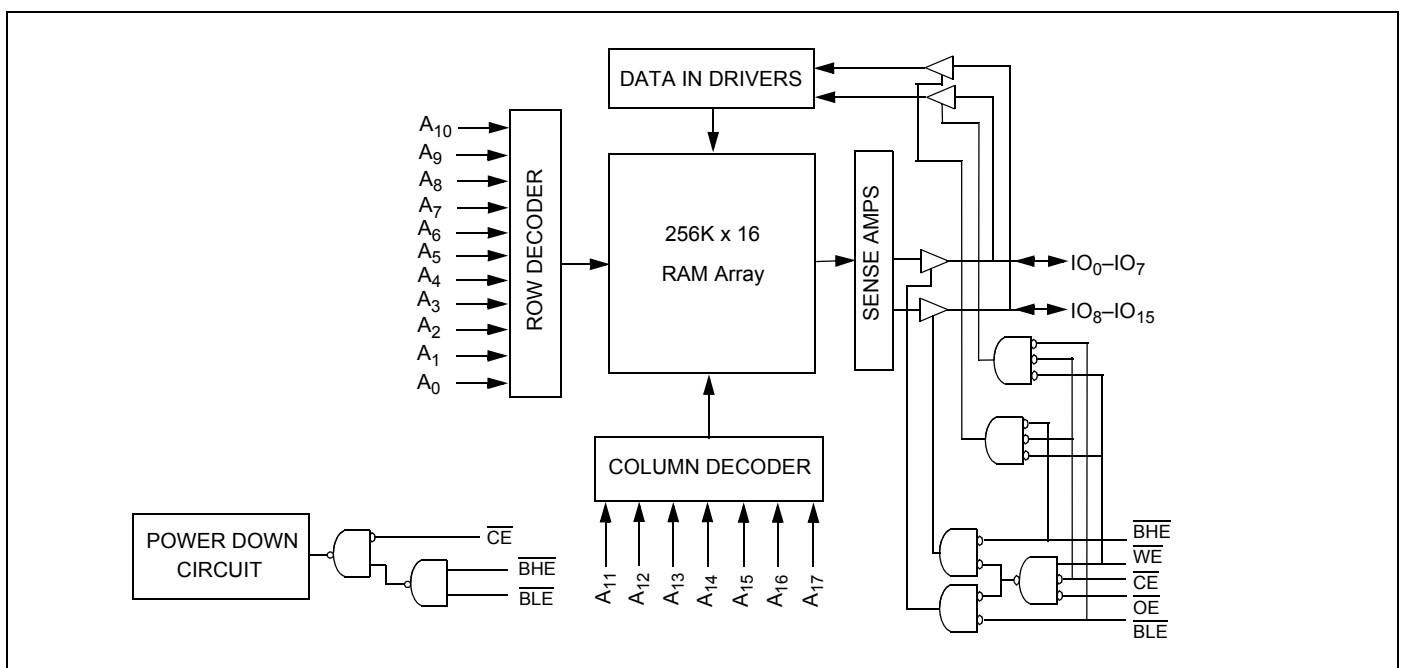 DATA IN DRIVERS
A10
A9
A8
A7
A6
A5
A4
A3
A2
A1
A0
ROW DECODER
256K x 16
RAM Array
SENSE AMPS
IO0–IO7
IO8–IO15
COLUMN DECODER
A11
A12
A13
A14
A15
A16
A17
POWER DOWN
CIRCUIT
CE
BHE
BLE
BHE
WE
CE
OE
BLE